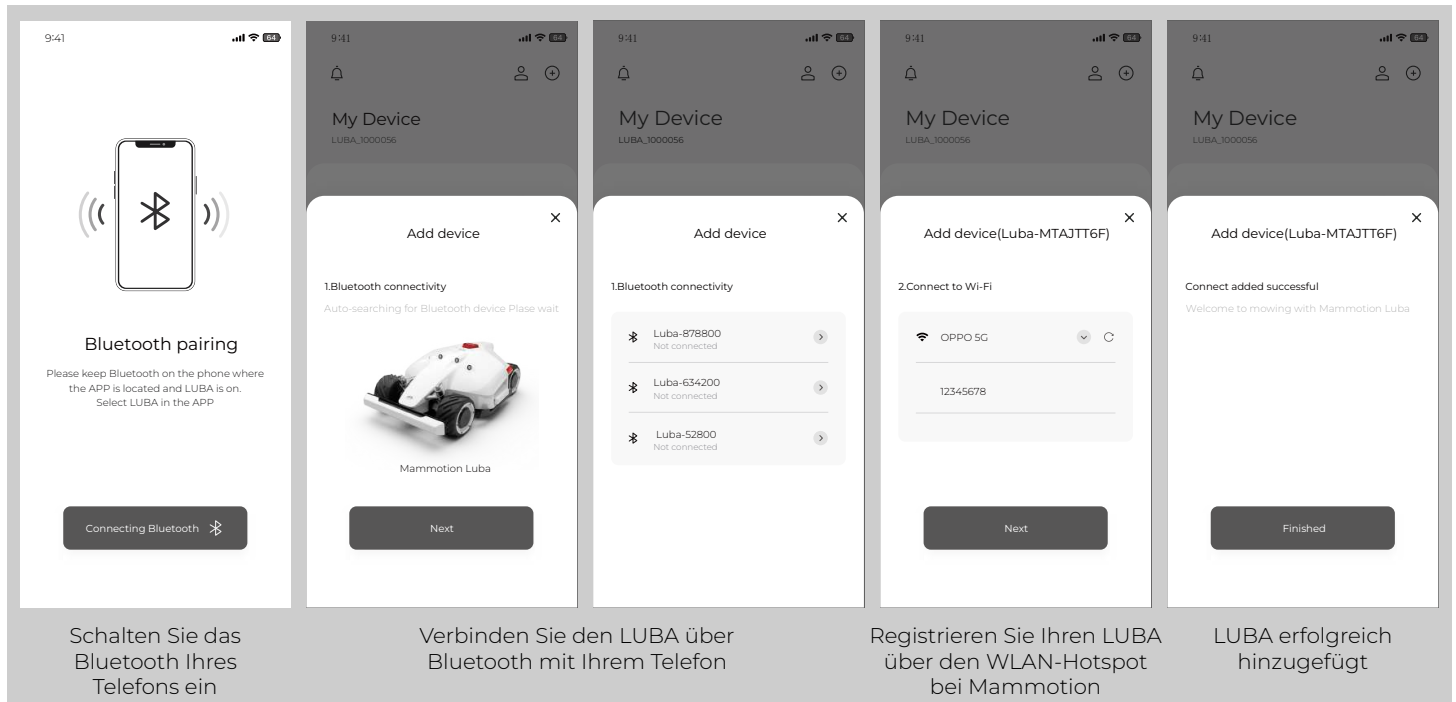 9:41
64
Bluetooth pairing
Please keep Bluetooth on the phone where
the APP is located and LUBA is on.
Select LUBA in the APP
Connecting Bluetooth
9:41
64
My Device
LUBA_1000056
Add device
1.Bluetooth connectivity
Auto-searching for Bluetooth device Plase wait
Mammotion Luba
Next
9:41
64
My Device
LUBA_1000056
Add device
1.Bluetooth connectivity
Luba-878800
Not connected
Luba-634200
Not connected
Luba-52800
Not connected
9:41
64
My Device
LUBA_1000056
Add device(Luba-MTAJTT6F)
2.Connect to Wi-Fi
OPPO 5G
12345678
Next
9:41
64
My Device
LUBA_1000056
Add device(Luba-MTAJTT6F)
Connect added successful
Welcome to mowing with Mammotion Luba
Finished
Schalten Sie das
Bluetooth Ihres
Telefons ein
Verbinden Sie den LUBA über
Bluetooth mit Ihrem Telefon
Registrieren Sie Ihren LUBA
über den WLAN-Hotspot
bei Mammotion
LUBA erfolgreich
hinzugefügt